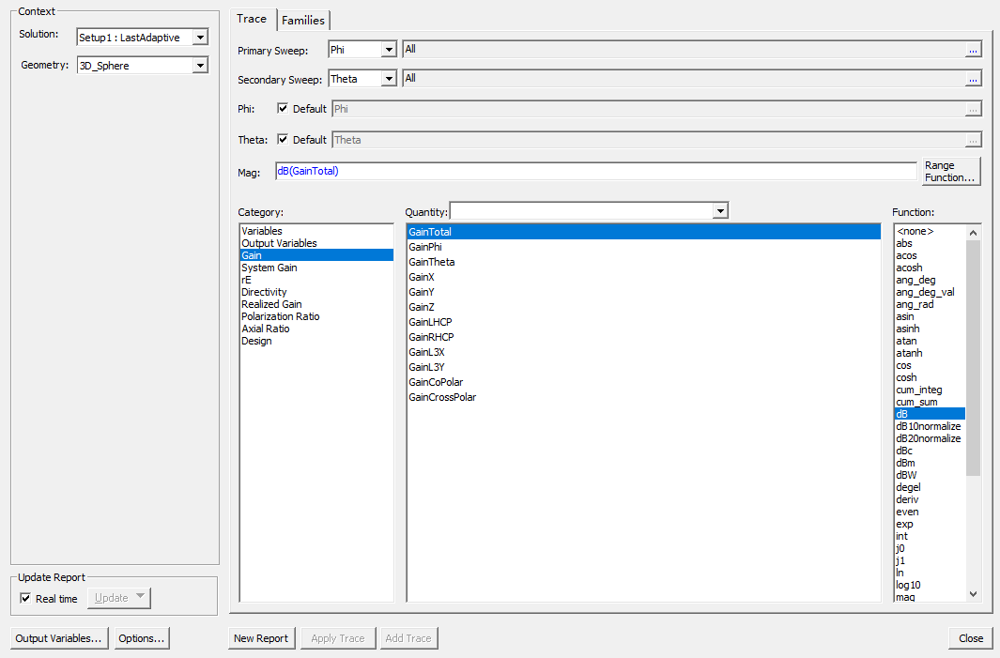 Context
Solution: Setup1 : LastAdaptive
Geometry: 3D_Sphere
Update Report
Real time Update
Output Variables... Options...
Trace Families
Primary Sweep: Phi All ...
Secondary Sweep: Theta All ...
Phi: Default Phi ...
Theta: Default Theta ...
Mag: dB(GainTotal)
Range
Function...
Category:
Variables
Output Variables
Gain
System Gain
rE
Directivity
Realized Gain
Polarization Ratio
Axial Ratio
Design
Quantity:
GainTotal
GainPhi
GainTheta
GainX
GainY
GainZ
GainLHCP
GainRHCP
GainL3X
GainL3Y
GainCoPolar
GainCrossPolar
Function:
<none>
abs
acos
acosh
ang_deg
ang_deg_val
ang_rad
asin
asinh
atan
atanh
cos
cosh
cum_integ
cum_sum
dB
dB10normalize
dB20normalize
dBc
dBm
dBW
degel
deriv
even
exp
int
j0
j1
ln
log10
mag
New Report Apply Trace Add Trace Close